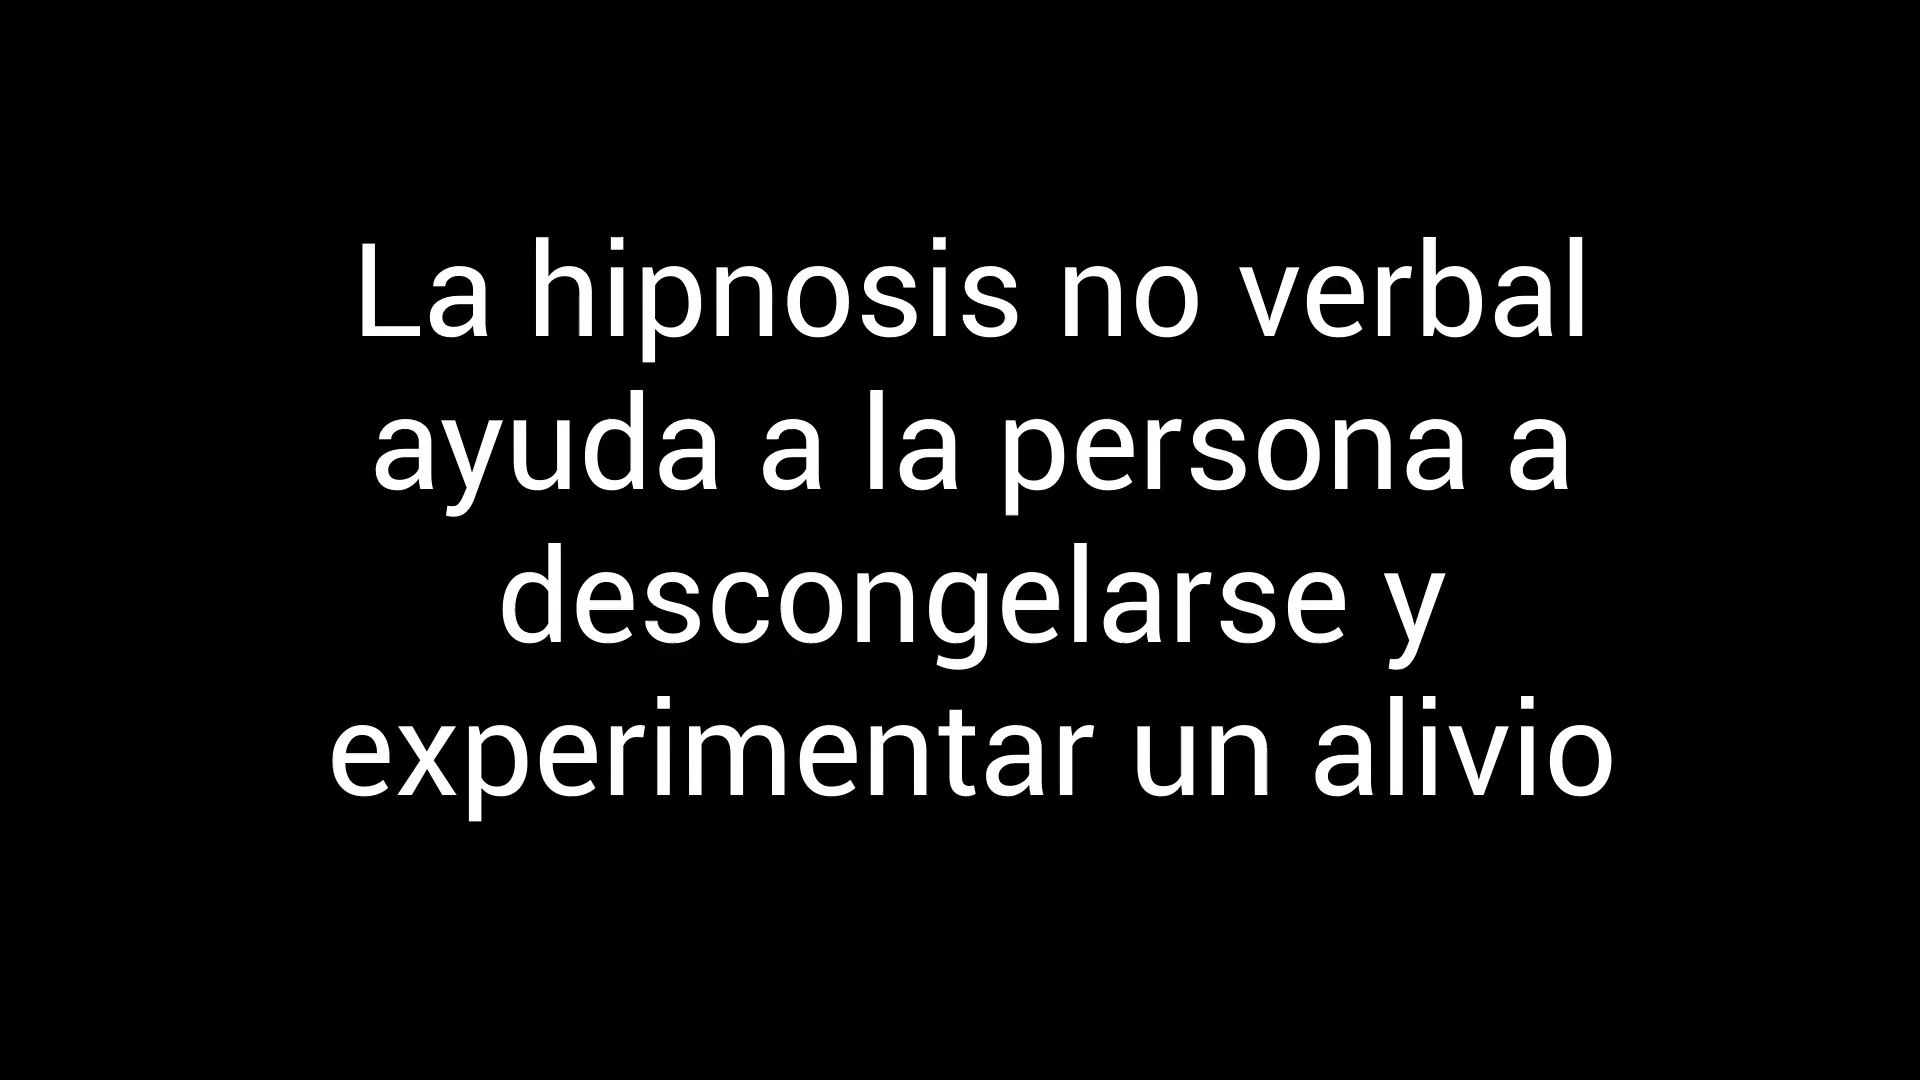 La hipnosis no verbal
ayuda a la persona a
descongelarse y
experimentar un alivio